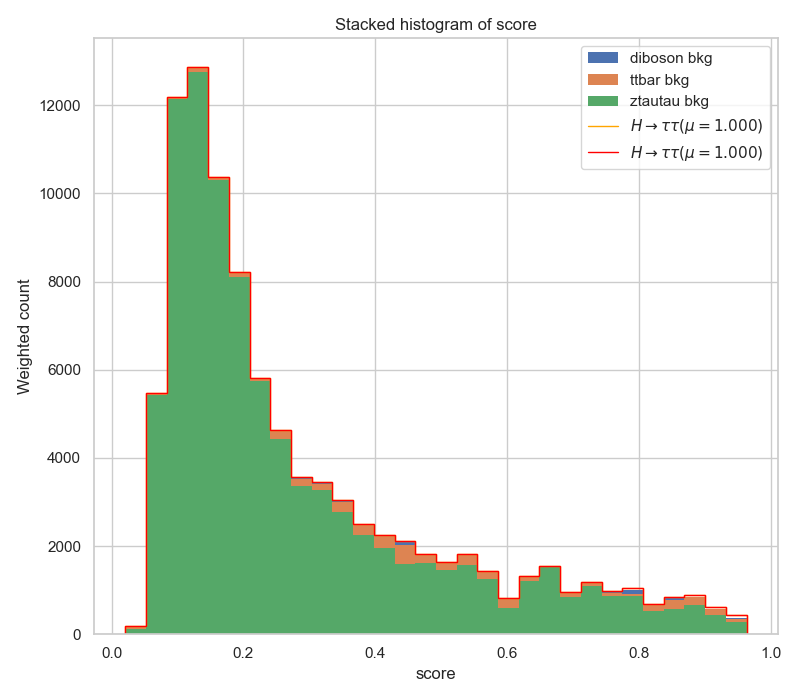 Stacked histogram of score
diboson bkg
ttbar bkg
ztautau bkg
H → ττ(μ = 1.000)
H → ττ(μ = 1.000)
Weighted count
12000
10000
8000
6000
4000
2000
0
0.0 0.2 0.4 0.6 0.8 1.0
score